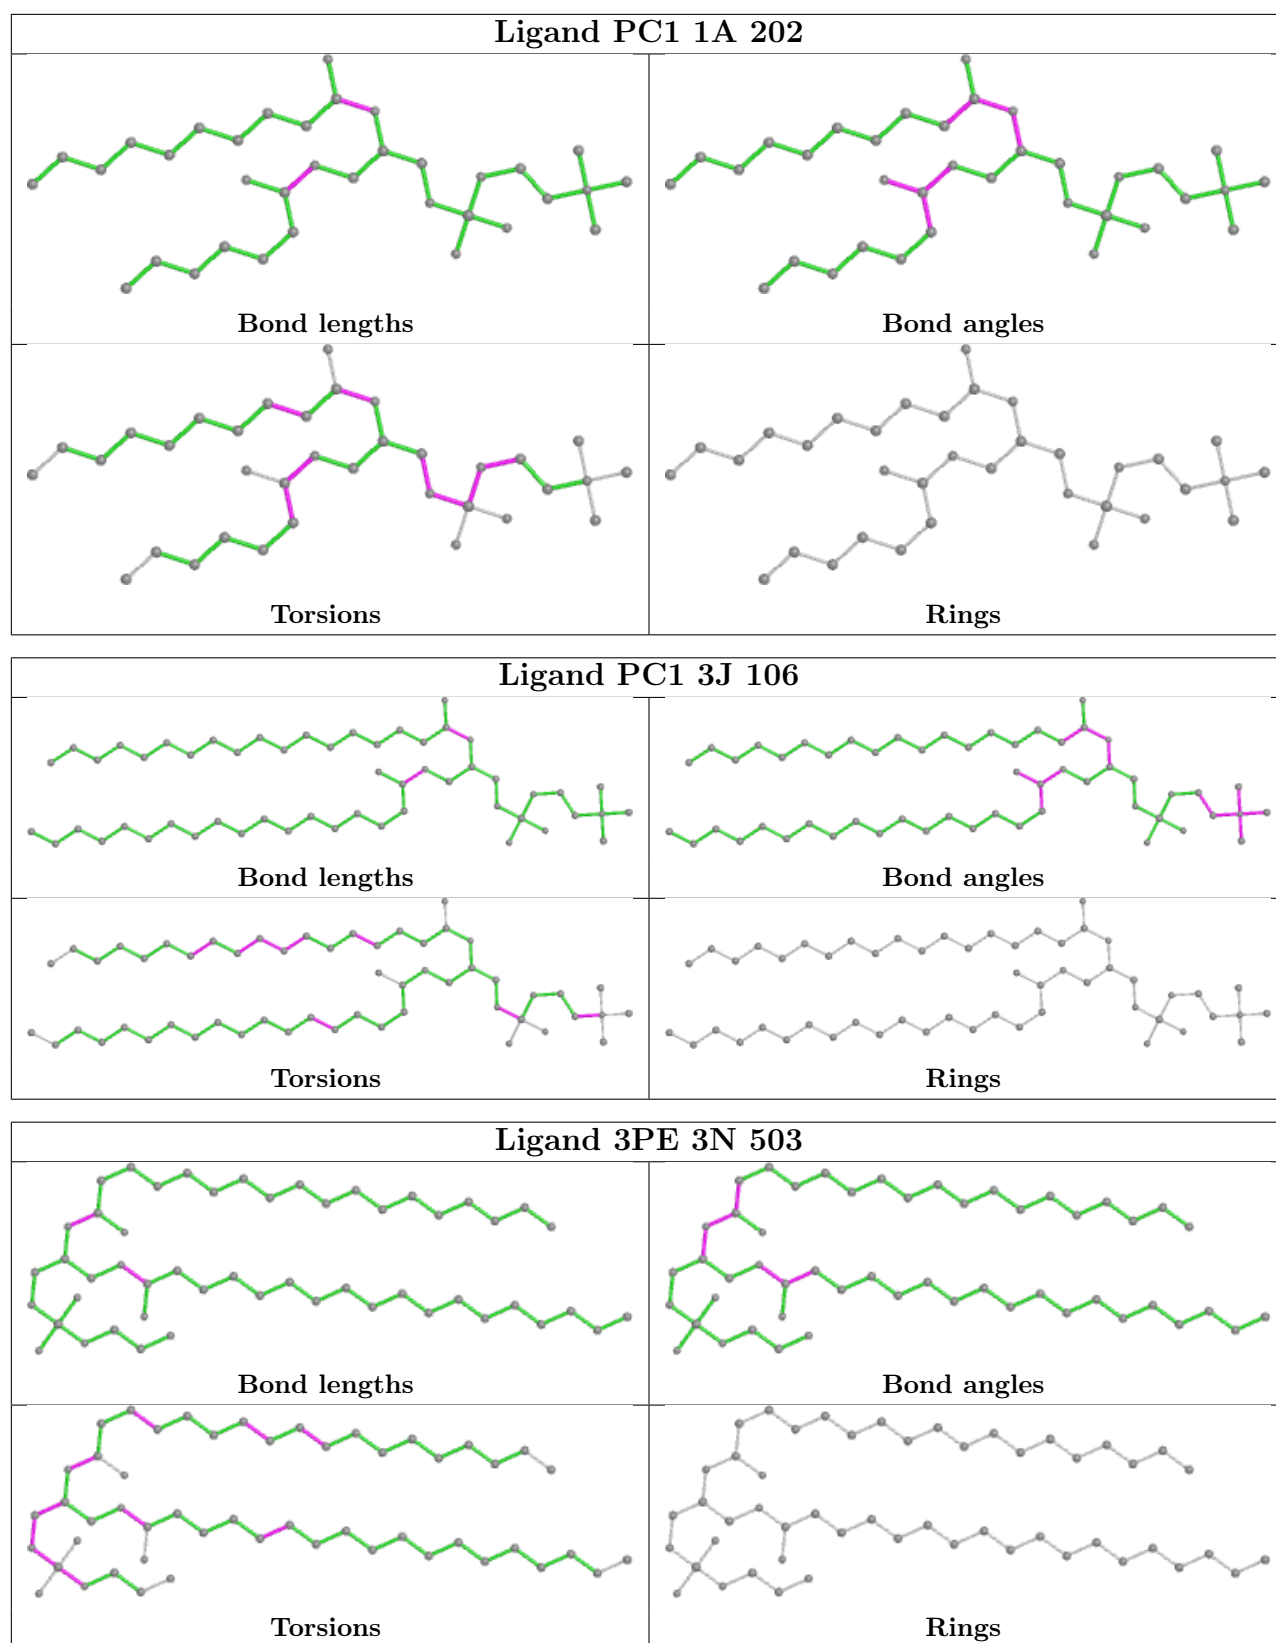 Ligand PC1 1A 202
Bond lengths
Bond angles
Torsions
Rings
Ligand PC1 3J 106
Bond lengths
Bond angles
Torsions
Rings
Ligand 3PE 3N 503
Bond lengths
Bond angles
Torsions
Rings